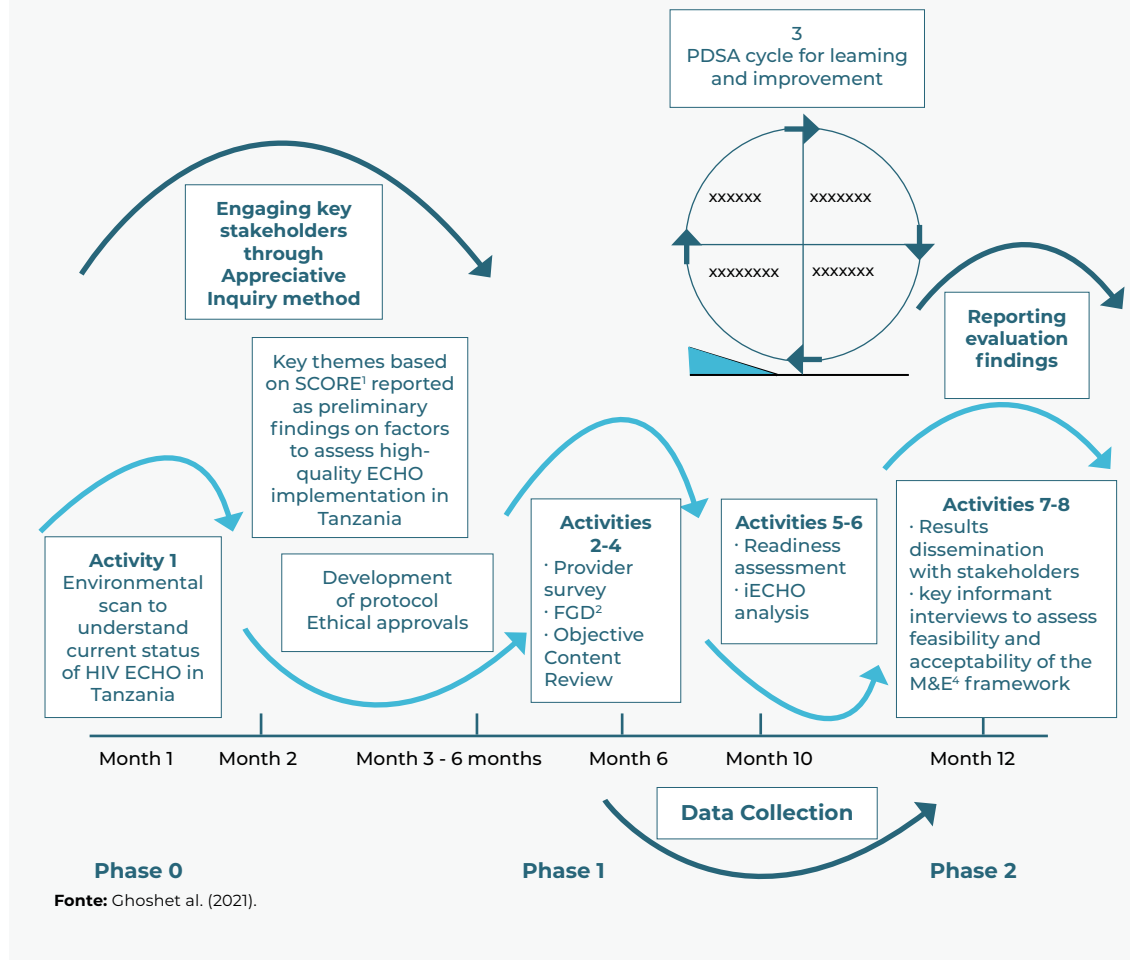 3
PDSA cycle for leaming
and improvement
xxxxxx
xxxxxxx
xxxxxxxx
xxxxxxx
Engaging key
stakeholders
through
Appreciative
Inquiry method
Reporting
evaluation
findings
Key themes based
on SCORE¹ reported
as preliminary
findings on factors
to assess high-
quality ECHO
implementation in
Tanzania
Activity 1
Environmental
scan to
understand
current status
of HIV ECHO in
Tanzania
Development
of protocol
Ethical approvals
Activities
2-4
· Provider
survey
· FGD²
· Objective
Content
Review
Activities 5-6
· Readiness
assessment
· iECHO
analysis
Activities 7-8
· Results
dissemination
with stakeholders
· key informant
interviews to assess
feasibility and
acceptability of the
M&E⁴ framework
Month 1
Month 2
Month 3 - 6 months
Month 6
Month 10
Month 12
Data Collection
Phase 0
Phase 1
Phase 2
Fonte: Ghoshet al. (2021).